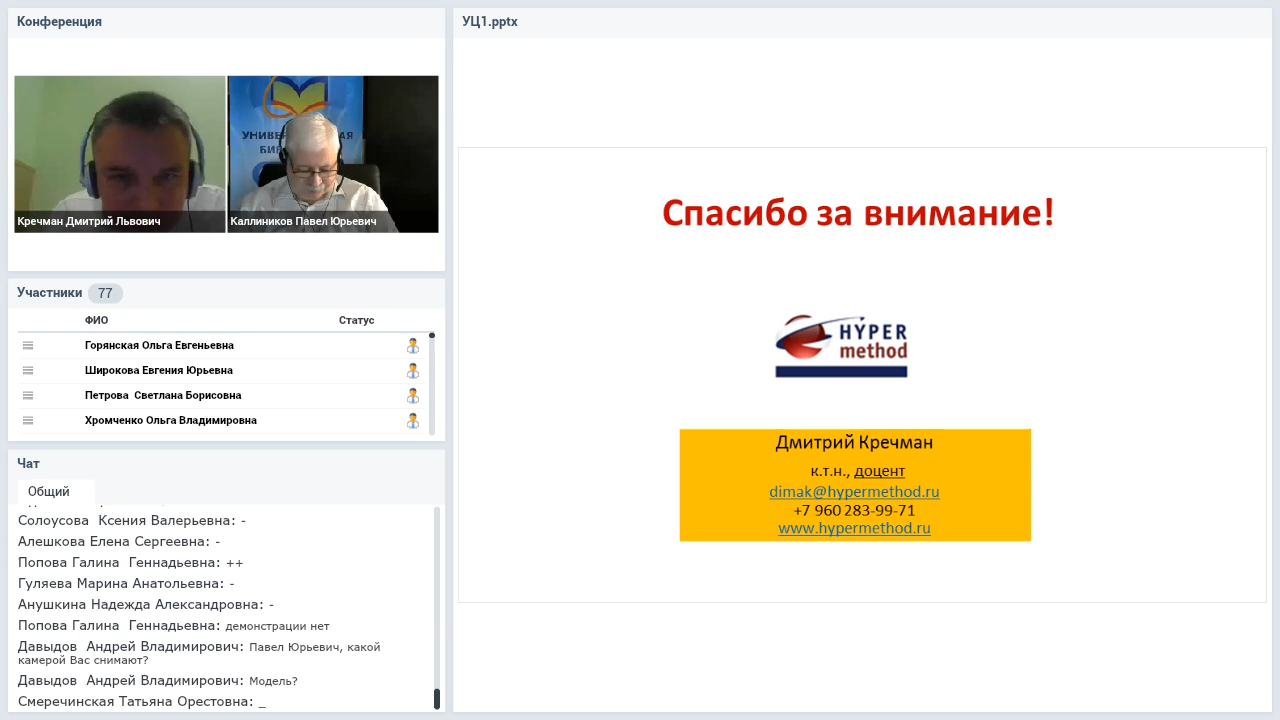 Конференция
УНИВЕР
АЯ
Кречман Дмитрий Львович
Каллиников Павел Юрьевич
Участники 77
ФИО Статус
Горянская Ольга Евгеньевна
Широкова Евгения Юрьевна
Петрова Светлана Борисовна
Хромченко Ольга Владимировна
Чат
Общий
Солоусова Ксения Валерьевна: -
Алешкова Елена Сергеевна: -
Попова Галина Геннадьевна: ++
Гуляева Марина Анатольевна: -
Анушкина Надежда Александровна: -
Попова Галина Геннадьевна: демонстрации нет
Давыдов Андрей Владимирович: Павел Юрьевич, какой
камерой Вас снимают?
Давыдов Андрей Владимирович: Модель?
Смеречинская Татьяна Орестовна: _
УЦ1.pptx
Спасибо за внимание!
HYPER
method
Дмитрий Кречман
к.т.н., доцент
dimak@hypermethod.ru
+7 960 283-99-71
www.hypermethod.ru